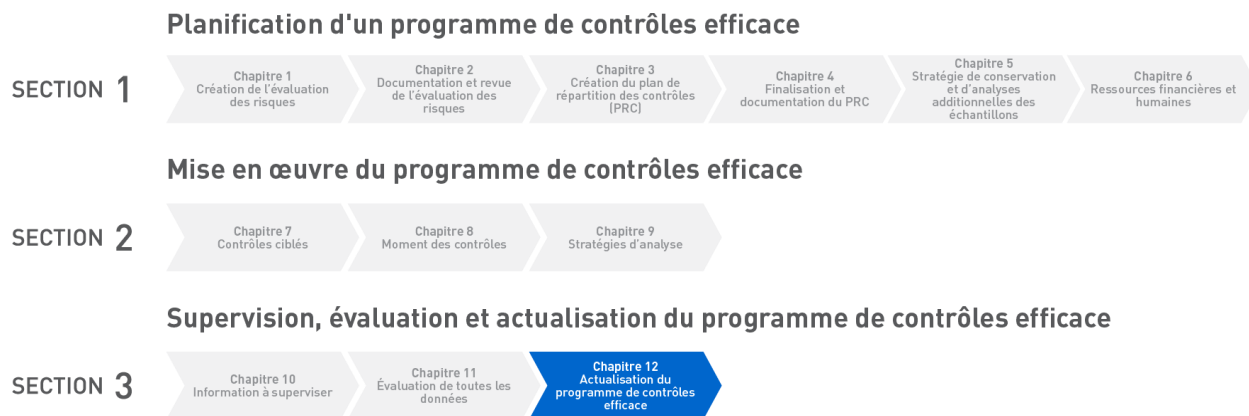 Planification d'un programme de contrôles efficace
SECTION 1
Chapitre 1
Création de l'évaluation
des risques
Chapitre 2
Documentation et revue
de l'évaluation des
risques
Chapitre 3
Création du plan de
répartition des contrôles
(PRC)
Chapitre 4
Finalisation et
documentation du PRC
Chapitre 5
Stratégie de conservation
et d'analyses
additionnelles des
échantillons
Chapitre 6
Ressources financières et
humaines
Mise en œuvre du programme de contrôles efficace
SECTION 2
Chapitre 7
Contrôles ciblés
Chapitre 8
Moment des contrôles
Chapitre 9
Stratégies d'analyse
Supervision, évaluation et actualisation du programme de contrôles efficace
SECTION 3
Chapitre 10
Information à superviser
Chapitre 11
Évaluation de toutes les
données
Chapitre 12
Actualisation du
programme de contrôles
efficace